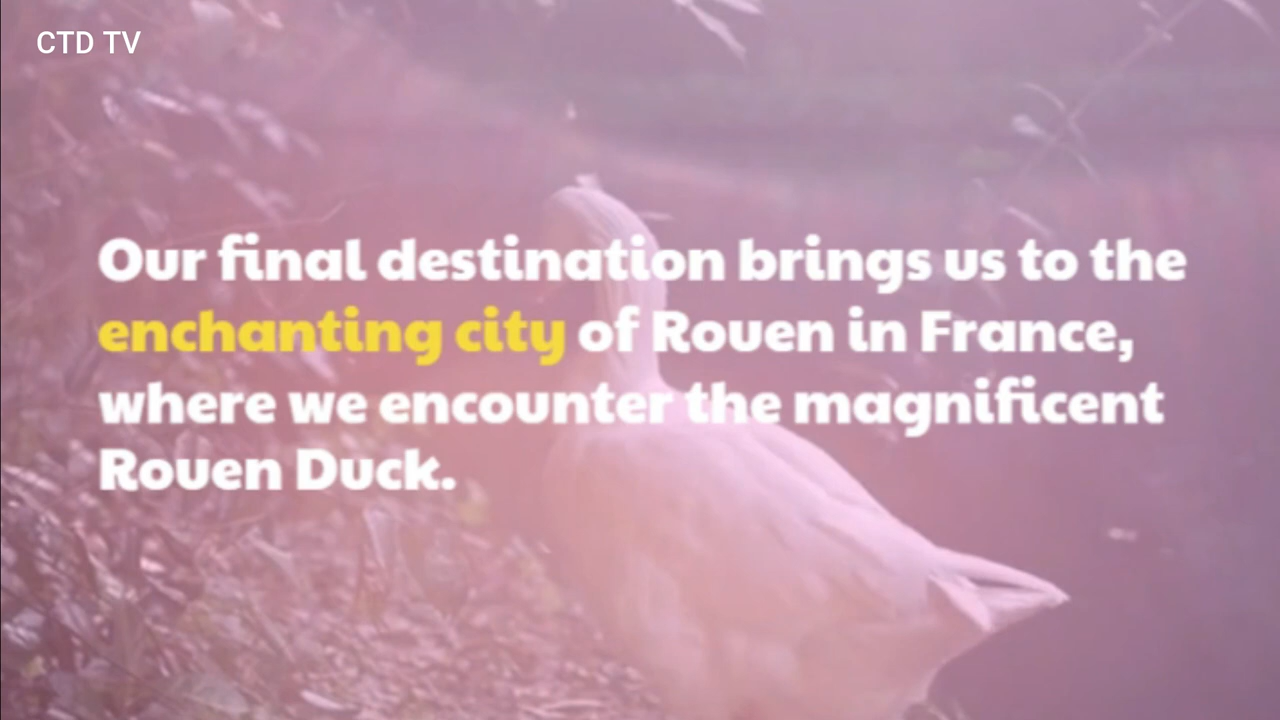 CTD TV
Our final destination brings us to the
enchanting city of Rouen in France,
where we encounter the magnificent
Rouen Duck.